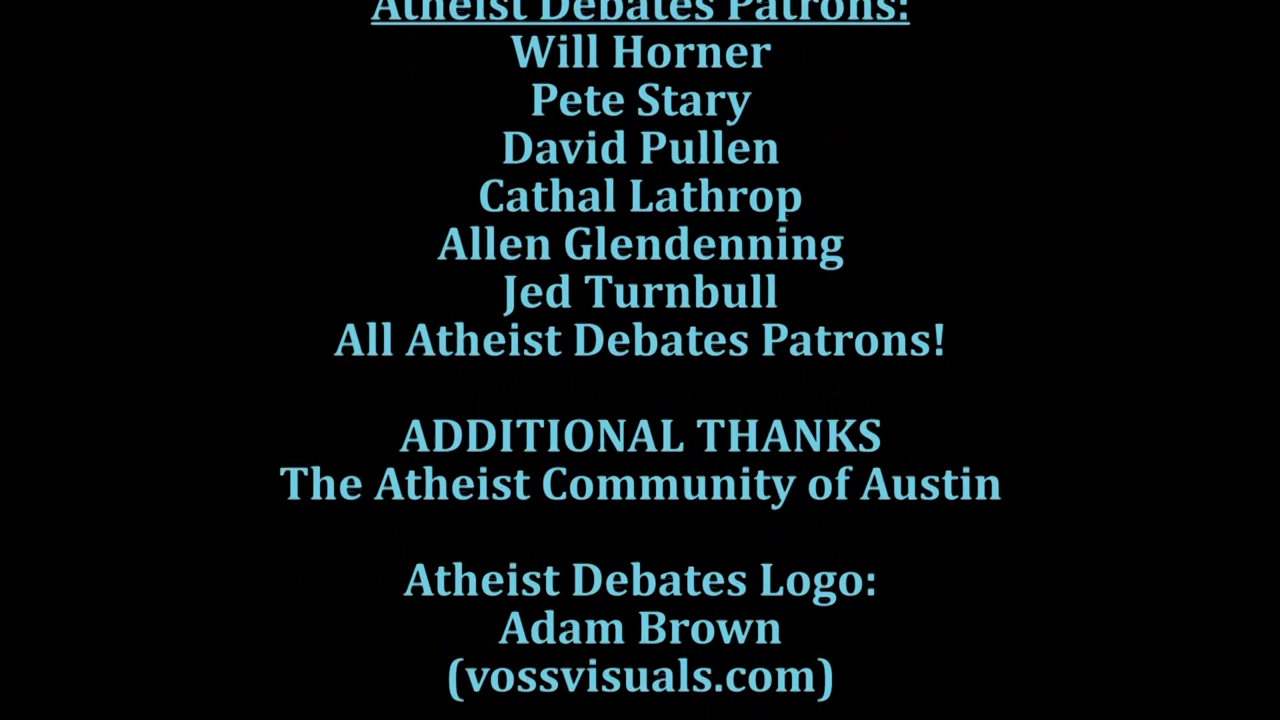 Atheist Debates Patrons:
Will Horner
Pete Stary
David Pullen
Cathal Lathrop
Allen Glendenning
Jed Turnbull
All Atheist Debates Patrons!
ADDITIONAL THANKS
The Atheist Community of Austin
Atheist Debates Logo:
Adam Brown
(vossvisuals.com)